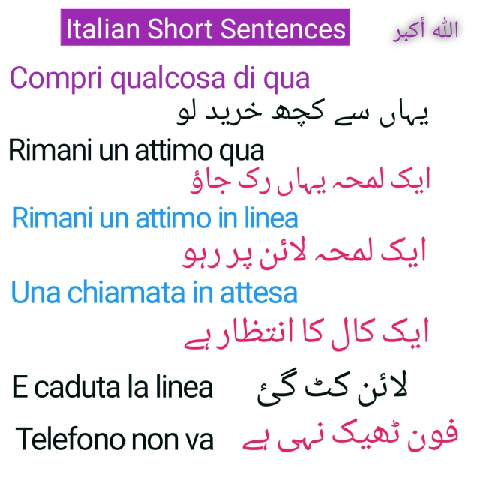 Italian Short Sentences
الله أكبر
Compri qualcosa di qua
یہاں سے کچھ خرید لو
Rimani un attimo qua
ایک لمحہ یہاں رک جاؤ
Rimani un attimo in linea
ایک لمحہ لائن پر رہو
Una chiamata in attesa
ایک کال کا انتظار ہے
E caduta la linea
لائن کٹ گئ
Telefono non va
فون ٹھیک نہی ہے